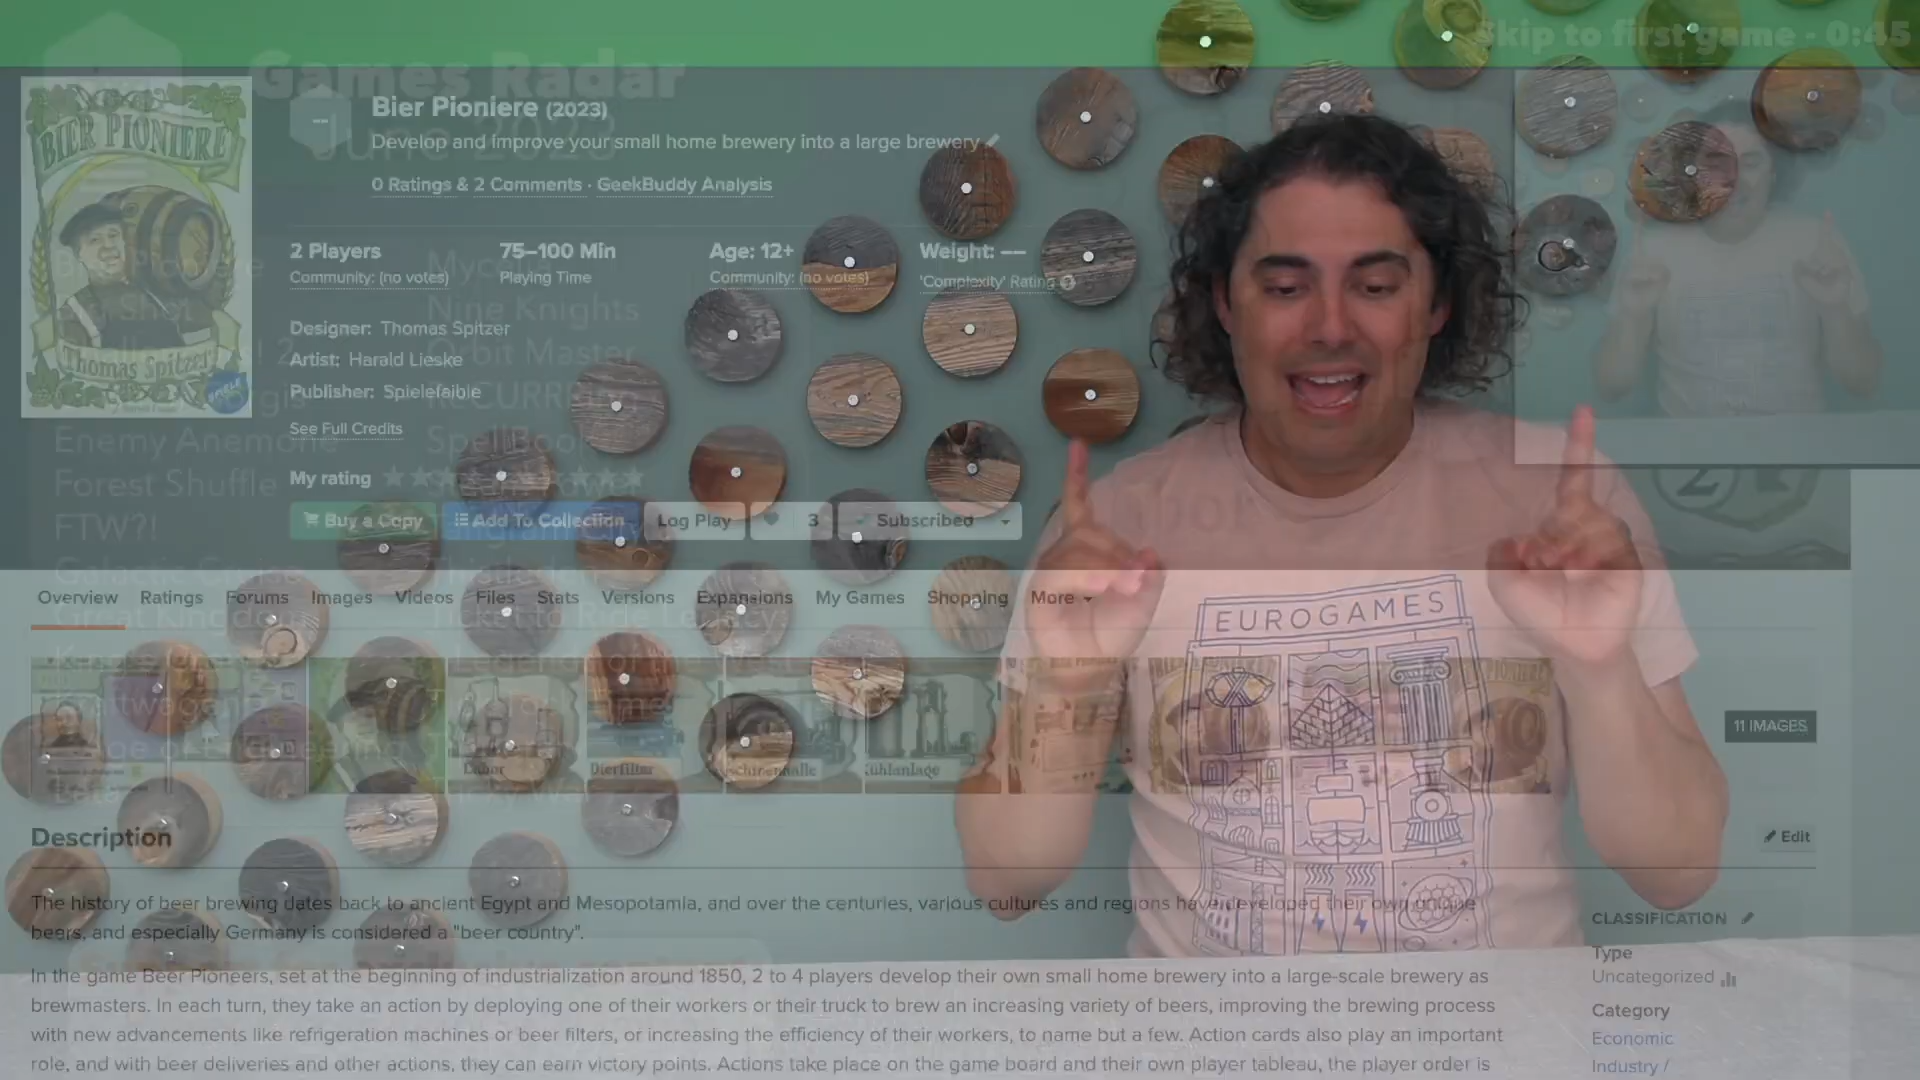 Skip to first game - 0:45
Games Radar
June 2023
BIER PIONIERE
Thomas Spitzer
Bier Pioniere (2023)
Develop and improve your small home brewery into a large brewery
0 Ratings & 2 Comments · GeekBuddy Analysis
2 Players
75–100 Min
Age: 12+
Weight: --
Community: (no votes)
Playing Time
Community: (no votes)
'Complexity' Rating
Designer: Thomas Spitzer
Artist: Harald Lieske
Publisher: Spielefaible
See Full Credits
My rating
Buy a Copy
Add To Collection
Log Play
3
Subscribed
Nine Knights
Orbit Master
Enemy Anemone
SpellBook
Forest Shuffle
FTW?!
Galactic Cruise
Ticket to Ride Legacy:
Overview
Ratings
Forums
Images
Videos
Files
Stats
Versions
Expansions
My Games
Shopping
More
EUROGAMES
Labor
Bierfilter
Kühlanlage
11 IMAGES
Description
Edit
The history of beer brewing dates back to ancient Egypt and Mesopotamia, and over the centuries, various cultures and regions have developed their own unique
beers, and especially Germany is considered a "beer country".
In the game Beer Pioneers, set at the beginning of industrialization around 1850, 2 to 4 players develop their own small home brewery into a large-scale brewery as
brewmasters. In each turn, they take an action by deploying one of their workers or their truck to brew an increasing variety of beers, improving the brewing process
with new advancements like refrigeration machines or beer filters, or increasing the efficiency of their workers, to name but a few. Action cards also play an important
role, and with beer deliveries and other actions, they can earn victory points. Actions take place on the game board and their own player tableau, the player order is
CLASSIFICATION
Type
Uncategorized
Category
Economic
Industry /